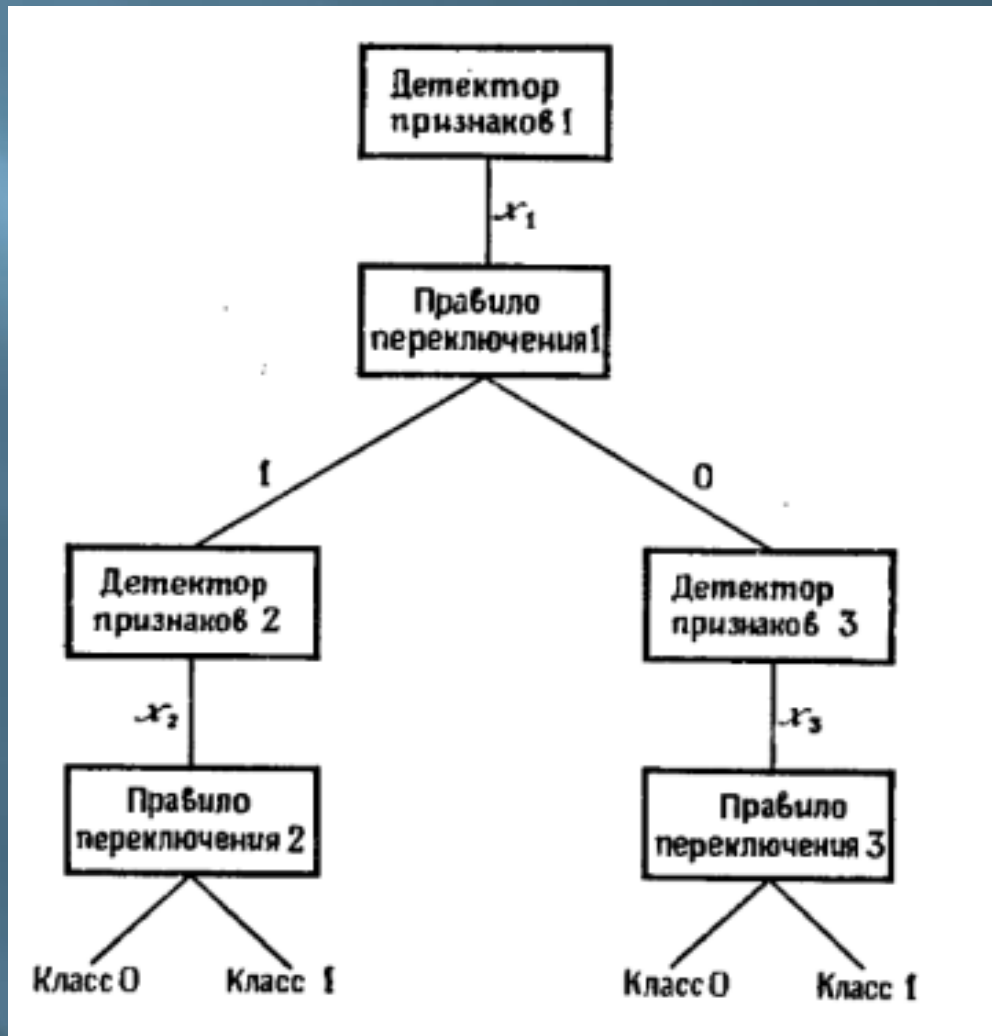 Детектор
признаков 1
x₁
Правило
переключения 1
1
0
Детектор
признаков 2
Детектор
признаков 3
x₂
x₃
Правило
переключения 2
Правило
переключения 3
Класс 0
Класс 1
Класс 0
Класс 1